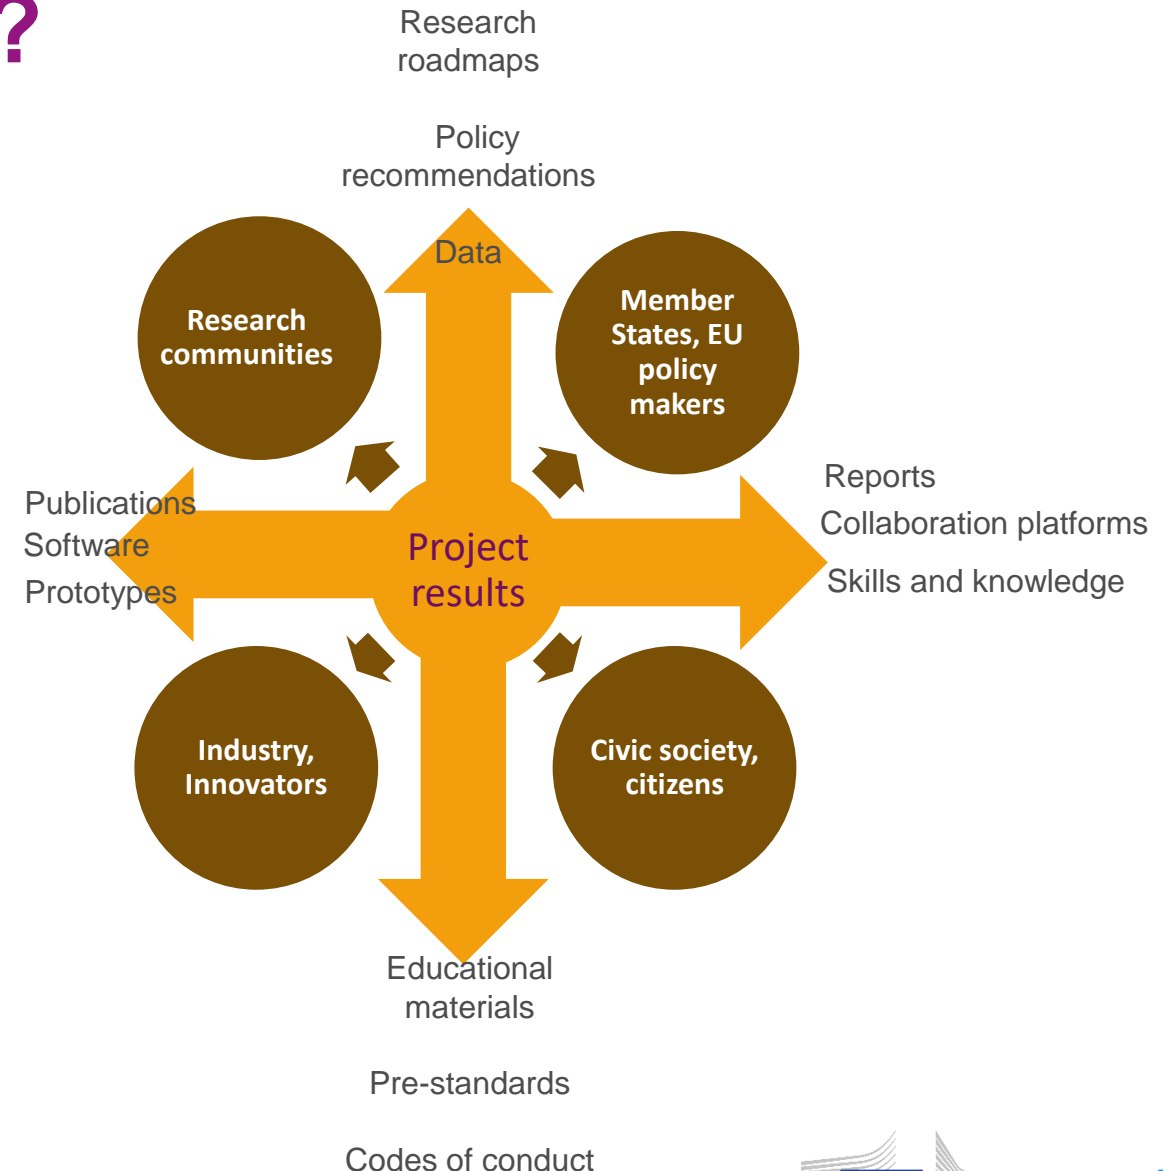 ?
Research
roadmaps
Policy
recommendations
Data
Research
communities
Member
States, EU
policy
makers
Publications
Software
Prototypes
Project
results
Reports
Collaboration platforms
Skills and knowledge
Industry,
Innovators
Civic society,
citizens
Educational
materials
Pre-standards
Codes of conduct